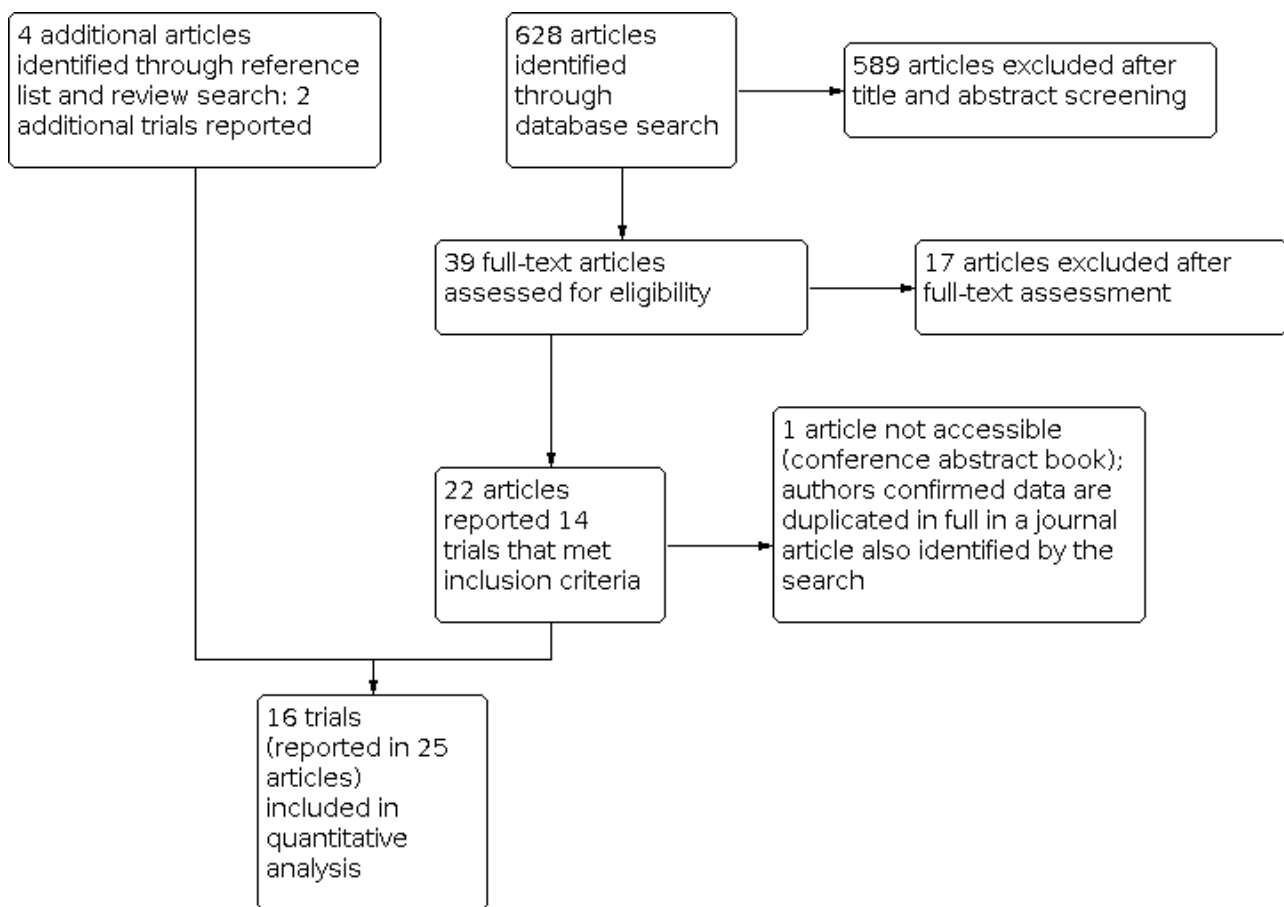 4 additional articles
identified through reference
list and review search: 2
additional trials reported
628 articles
identified
through
database search
589 articles excluded after
title and abstract screening
39 full-text articles
assessed for eligibility
17 articles excluded after
full-text assessment
22 articles
reported 14
trials that met
inclusion criteria
1 article not accessible
(conference abstract book);
authors confirmed data are
duplicated in full in a journal
article also identified by the
search
16 trials
(reported in 25
articles)
included in
quantitative
analysis